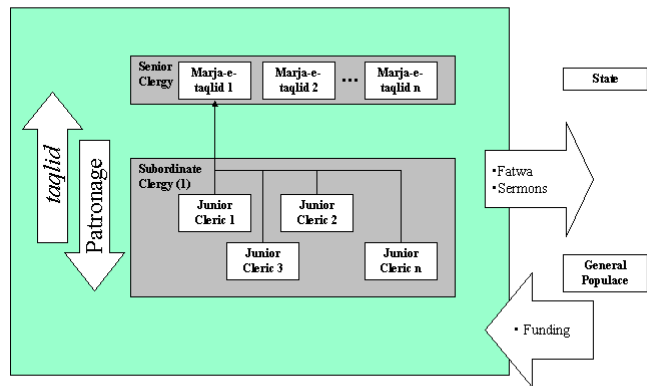 Senior
Clergy
Marja-e-
taqlid 1
Marja-e-
taqlid 2
...
Marja-e-
taqlid n
State
taqlid
Patronage
Subordinate
Clergy (1)
Junior
Cleric 1
Junior
Cleric 2
Junior
Cleric 3
Junior
Cleric n
•Fatwa
•Sermons
General
Populace
• Funding